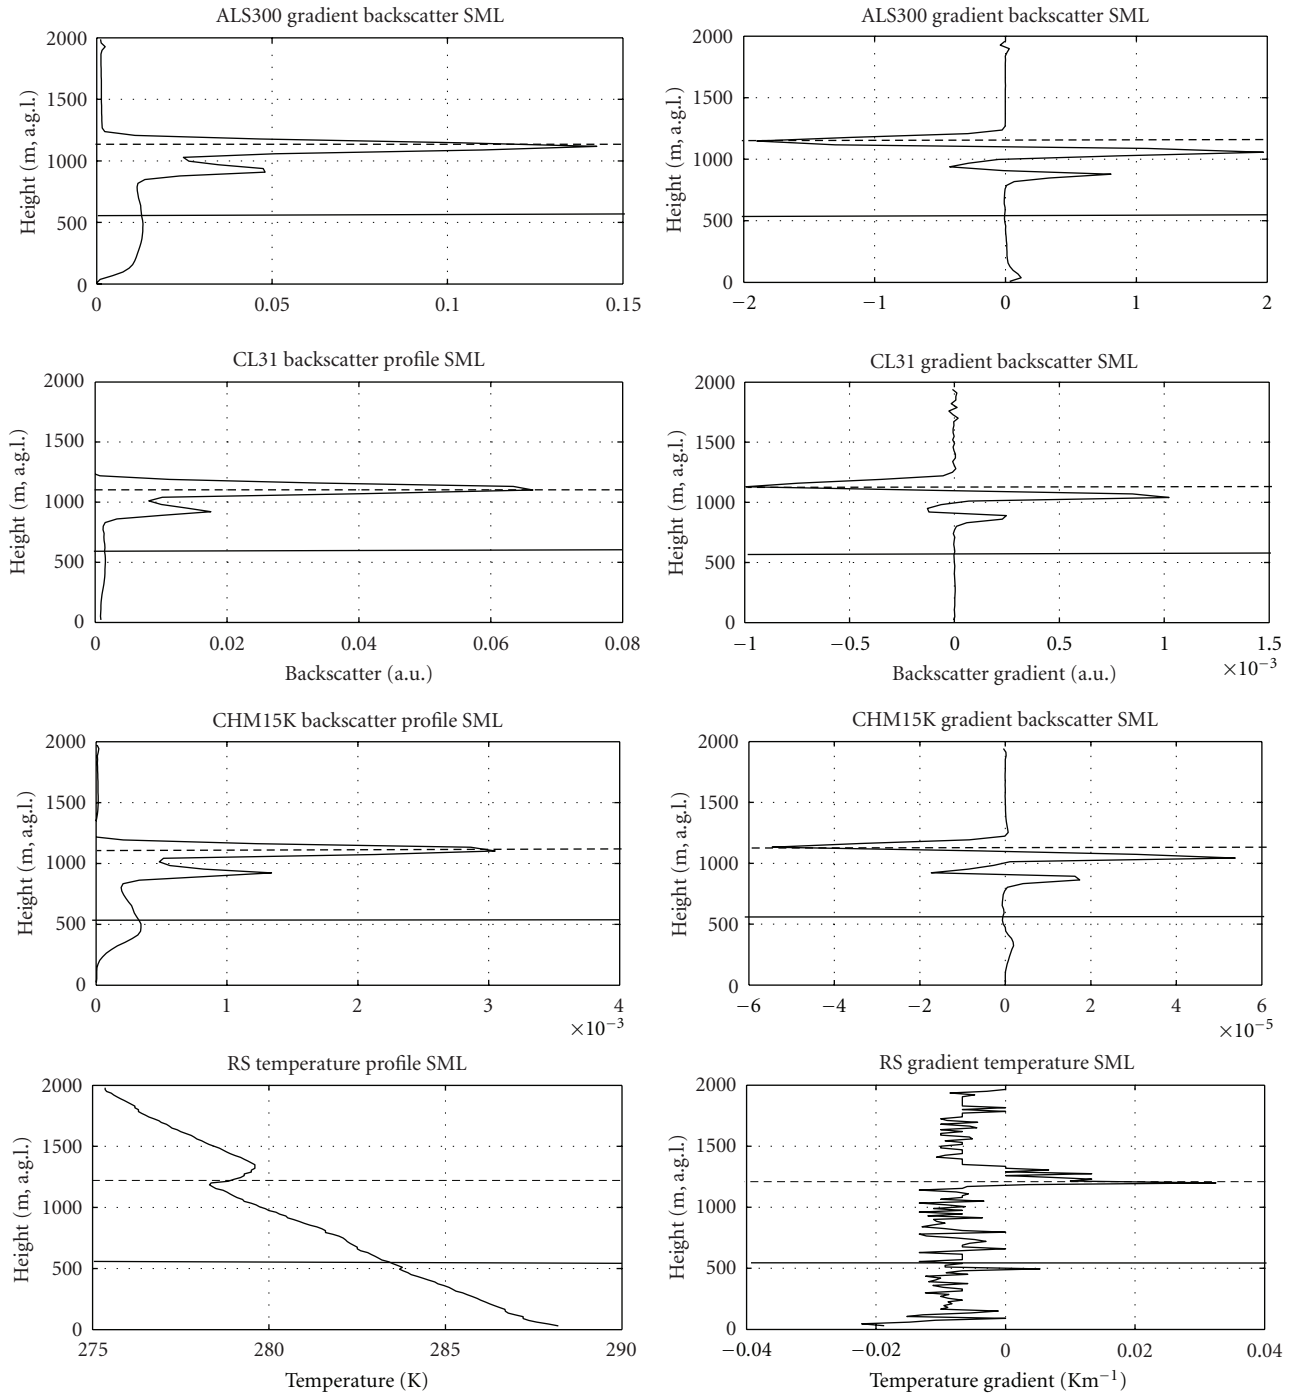 ALS300 gradient backscatter SML
2000
1500
1000
500
0
Height (m, a.g.l.)
0 0.05 0.1 0.15
ALS300 gradient backscatter SML
2000
1500
1000
500
0
Height (m, a.g.l.)
−2 −1 0 1 2
CL31 backscatter profile SML
2000
1500
1000
500
0
Height (m, a.g.l.)
0 0.02 0.04 0.06 0.08
Backscatter (a.u.)
CL31 gradient backscatter SML
2000
1500
1000
500
0
Height (m, a.g.l.)
−1 −0.5 0 0.5 1 1.5
Backscatter gradient (a.u.) ×10−3
CHM15K backscatter profile SML
2000
1500
1000
500
0
Height (m, a.g.l.)
0 1 2 3 4
×10−3
CHM15K gradient backscatter SML
2000
1500
1000
500
0
Height (m, a.g.l.)
−6 −4 −2 0 2 4 6
×10−5
RS temperature profile SML
2000
1500
1000
500
0
Height (m, a.g.l.)
275 280 285 290
Temperature (K)
RS gradient temperature SML
2000
1500
1000
500
0
Height (m, a.g.l.)
−0.04 −0.02 0 0.02 0.04
Temperature gradient (Km−1)